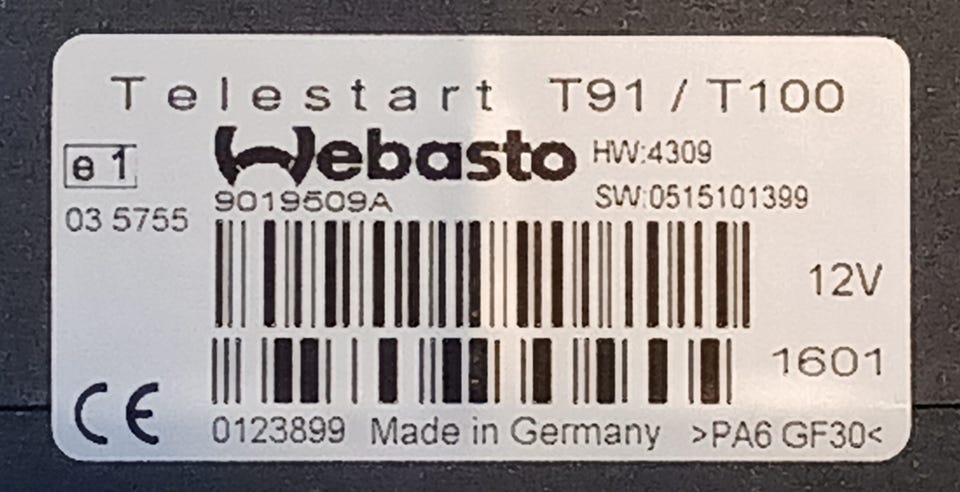 Telestart T91 / T100
e1
Webasto
HW:4309
03 5755
9019509A
SW:0515101399
12V
1601
CE
0123899 Made in Germany >PA6 GF30<